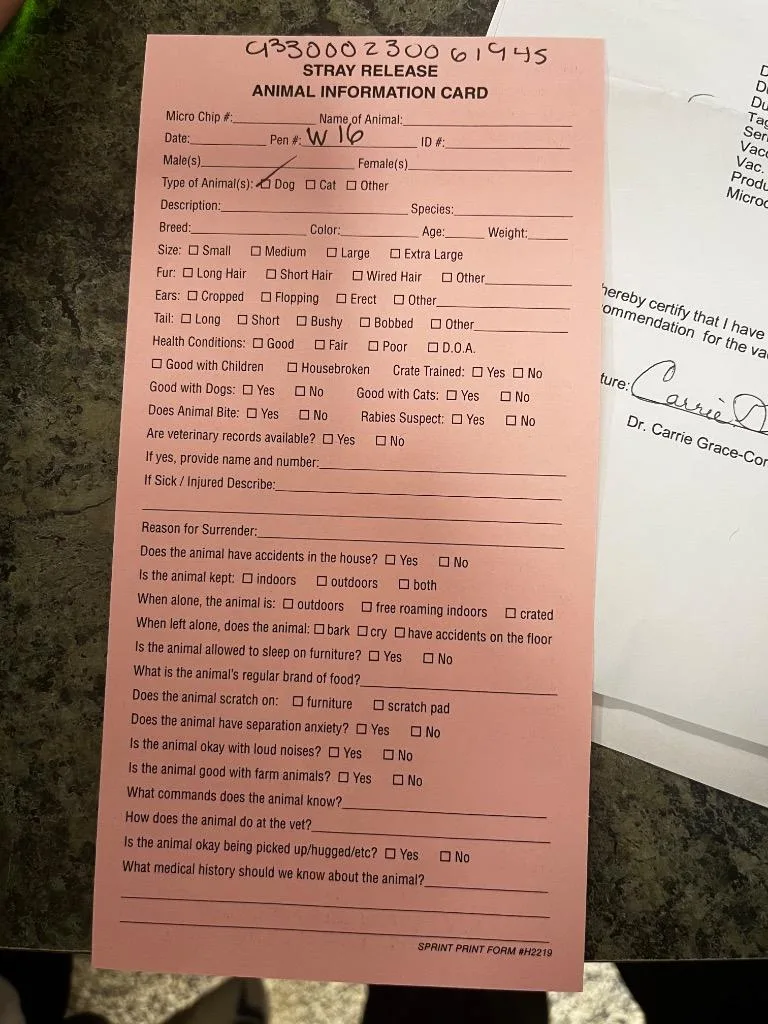 933000230061945
STRAY RELEASE
ANIMAL INFORMATION CARD
Micro Chip #: Name of Animal:
Date: Pen #: W 16 ID #:
Male(s) Female(s)
Type of Animal(s): ☑ Dog ☐ Cat ☐ Other
Description: Species:
Breed: Color: Age: Weight:
Size: ☐ Small ☐ Medium ☐ Large ☐ Extra Large
Fur: ☐ Long Hair ☐ Short Hair ☐ Wired Hair ☐ Other
Ears: ☐ Cropped ☐ Flopping ☐ Erect ☐ Other
Tail: ☐ Long ☐ Short ☐ Bushy ☐ Bobbed ☐ Other
Health Conditions: ☐ Good ☐ Fair ☐ Poor ☐ D.O.A.
☐ Good with Children ☐ Housebroken Crate Trained: ☐ Yes ☐ No
Good with Dogs: ☐ Yes ☐ No Good with Cats: ☐ Yes ☐ No
Does Animal Bite: ☐ Yes ☐ No Rabies Suspect: ☐ Yes ☐ No
Are veterinary records available? ☐ Yes ☐ No
If yes, provide name and number:
If Sick / Injured Describe:
Reason for Surrender:
Does the animal have accidents in the house? ☐ Yes ☐ No
Is the animal kept: ☐ indoors ☐ outdoors ☐ both
When alone, the animal is: ☐ outdoors ☐ free roaming indoors ☐ crated
When left alone, does the animal: ☐ bark ☐ cry ☐ have accidents on the floor
Is the animal allowed to sleep on furniture? ☐ Yes ☐ No
What is the animal's regular brand of food?
Does the animal scratch on: ☐ furniture ☐ scratch pad
Does the animal have separation anxiety? ☐ Yes ☐ No
Is the animal okay with loud noises? ☐ Yes ☐ No
Is the animal good with farm animals? ☐ Yes ☐ No
What commands does the animal know?
How does the animal do at the vet?
Is the animal okay being picked up/hugged/etc? ☐ Yes ☐ No
What medical history should we know about the animal?
SPRINT PRINT FORM #H2219
D
Di
Du
Tag
Seri
Vacc
Vac.
Produ
Microc
hereby certify that I have
ommendation for the va
ture: Carrie
Dr. Carrie Grace-Cor